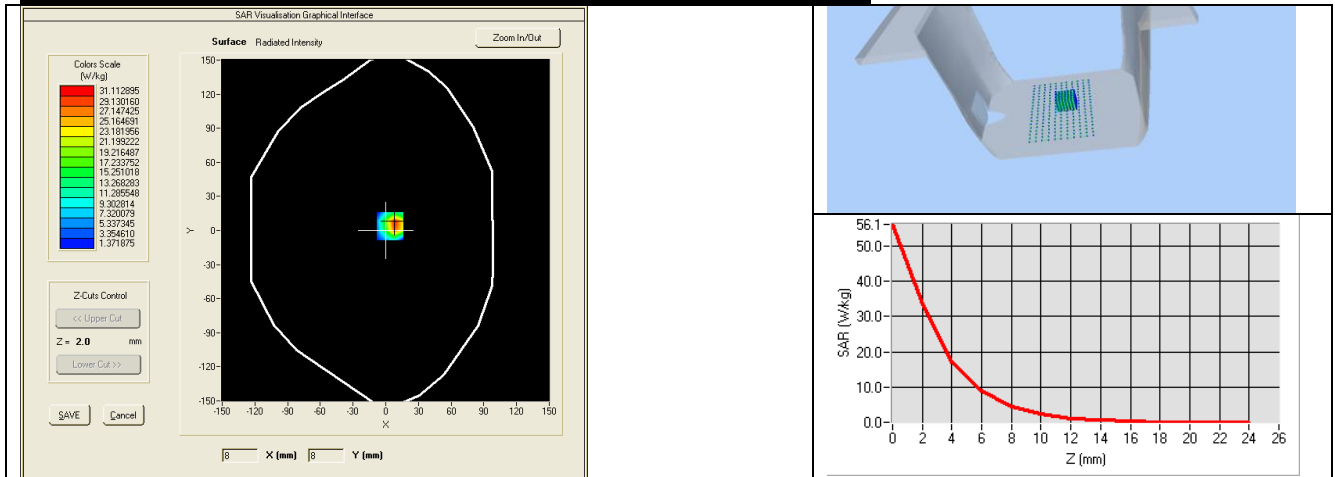 SAR Visualisation Graphical Interface
Surface Radiated Intensity
Zoom In/Out
Colors Scale
(W/kg)
31.112895
29.130160
27.147425
25.164691
23.181956
21.199222
19.216487
17.233752
15.251018
13.268283
11.285548
9.302814
7.320079
5.337345
3.354610
1.371875
Z-Cuts Control
<< Upper Cut
Z = 2.0 mm
Lower Cut >>
SAVE Cancel
150
120
90
60
30
0
-30
-60
-90
-120
-150
Y
-150 -120 -90 -60 -30 0 30 60 90 120 150
X
8 X (mm) 8 Y (mm)
56.1
50.0
40.0
30.0
20.0
10.0
0.0
SAR (W/kg)
0 2 4 6 8 10 12 14 16 18 20 22 24 26
Z (mm)